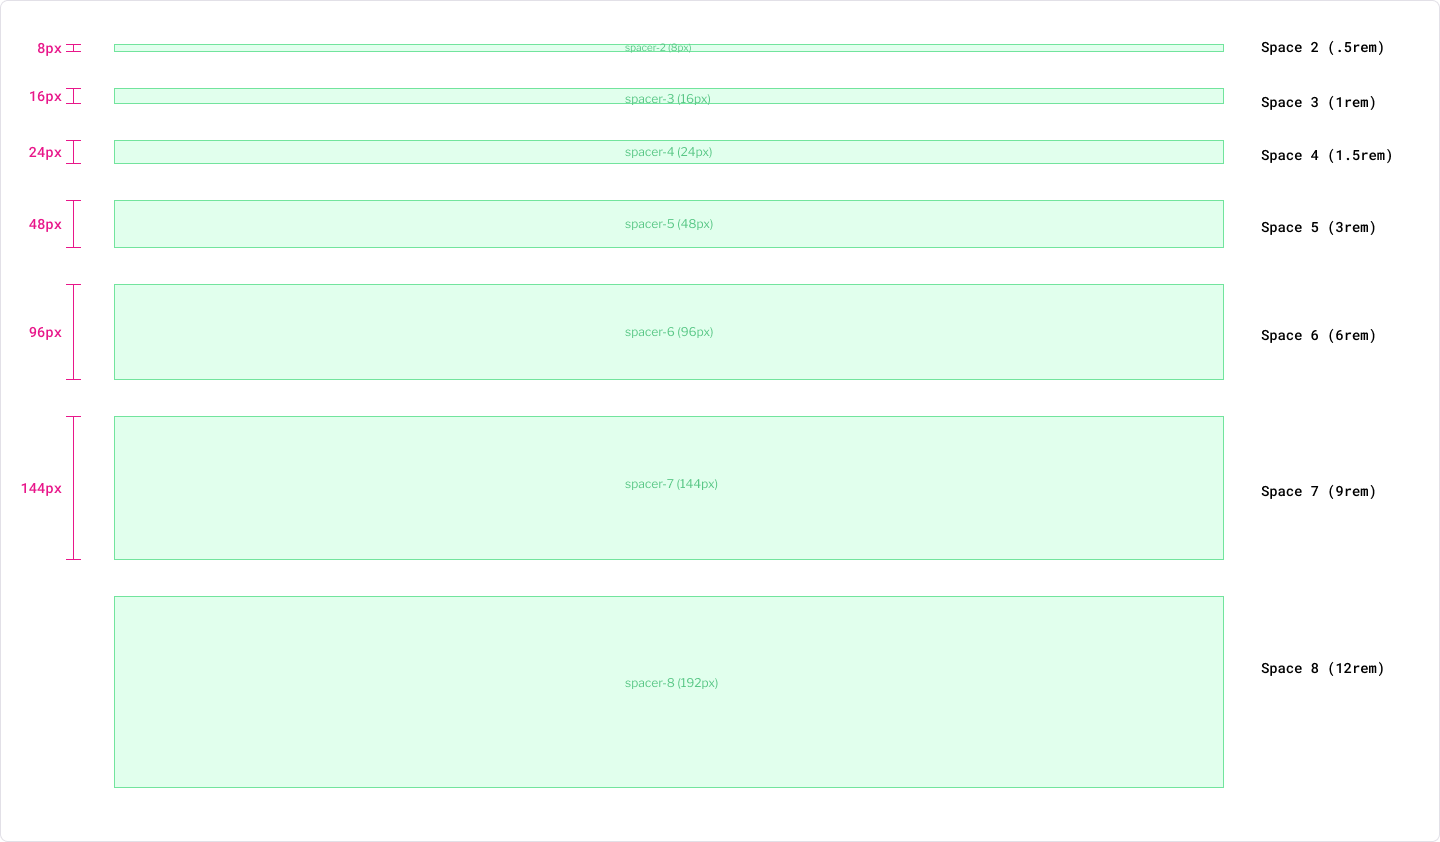 8px spacer-2 (8px) Space 2 (.5rem)
16px spacer-3 (16px) Space 3 (1rem)
24px spacer-4 (24px) Space 4 (1.5rem)
48px spacer-5 (48px) Space 5 (3rem)
96px spacer-6 (96px) Space 6 (6rem)
144px spacer-7 (144px) Space 7 (9rem)
spacer-8 (192px) Space 8 (12rem)